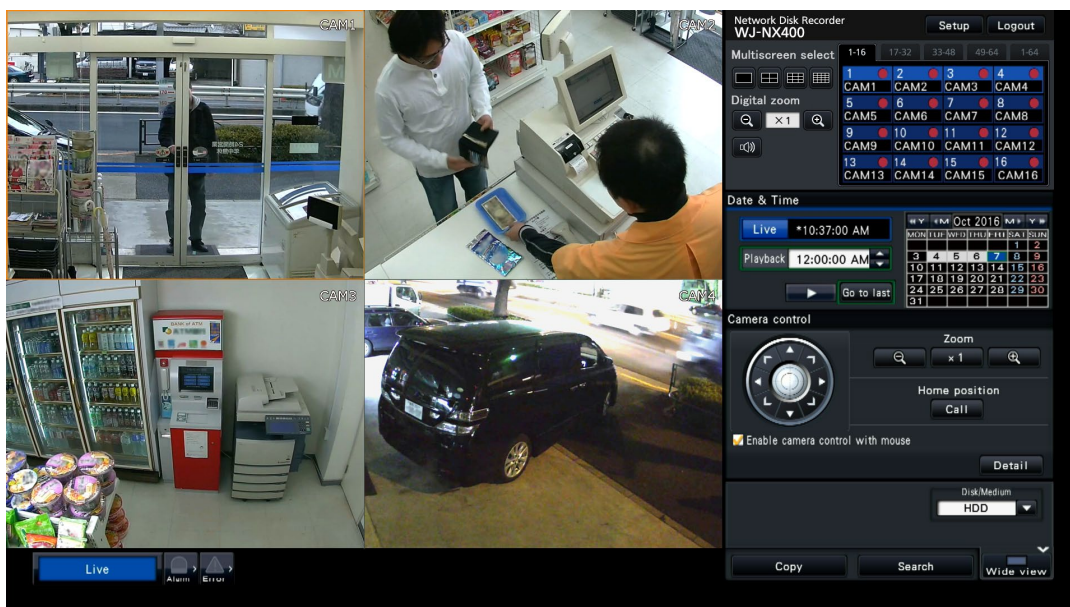 CAM1
CAM2
CAM3
CAM4
BANK of ATM
Live
Alarm
Error
Network Disk Recorder
WJ-NX400
Setup
Logout
Multiscreen select
1-16 17-32 33-48 49-64 1-64
Digital zoom
×1
1 2 3 4
CAM1 CAM2 CAM3 CAM4
5 6 7 8
CAM5 CAM6 CAM7 CAM8
9 10 11 12
CAM9 CAM10 CAM11 CAM12
13 14 15 16
CAM13 CAM14 CAM15 CAM16
Date & Time
Live *10:37:00 AM
Playback 12:00:00 AM
Go to last
Y M Oct 2016 M Y
MON TUE WED THU FRI SAT SUN
1 2
3 4 5 6 7 8 9
10 11 12 13 14 15 16
17 18 19 20 21 22 23
24 25 26 27 28 29 30
31
Camera control
Zoom
×1
Home position
Call
Enable camera control with mouse
Detail
Disk/Medium
HDD
Copy
Search
Wide view